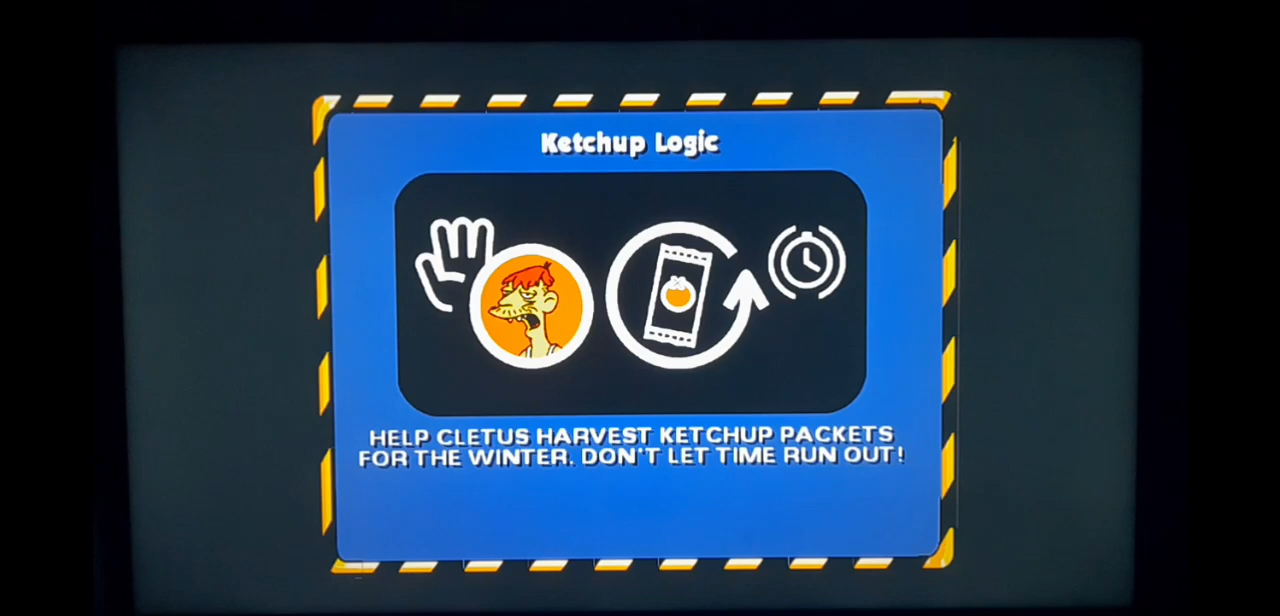 Ketchup Logic
HELP CLETUS HARVEST KETCHUP PACKETS
FOR THE WINTER. DON'T LET TIME RUN OUT!